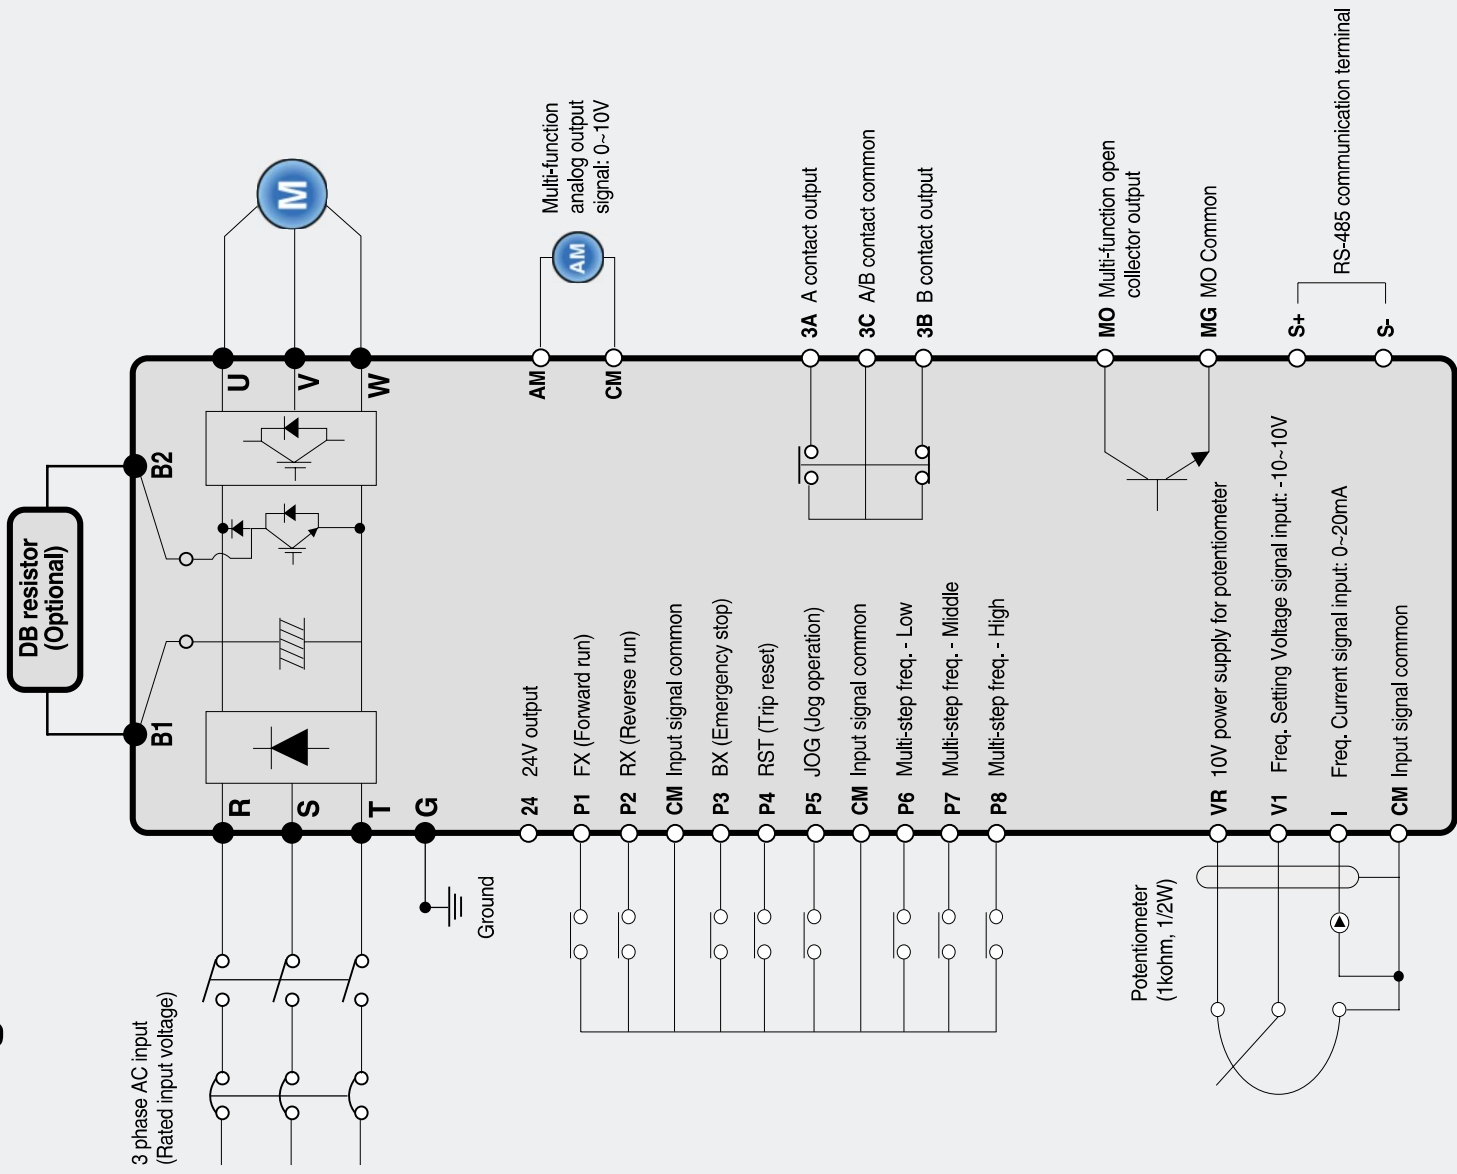 DB resistor
(Optional)
B1
B2
3 phase AC input
(Rated input voltage)
R
S
T
G
Ground
U
V
W
M
24 24V output
P1 FX (Forward run)
P2 RX (Reverse run)
CM Input signal common
P3 BX (Emergency stop)
P4 RST (Trip reset)
P5 JOG (Jog operation)
CM Input signal common
P6 Multi-step freq. - Low
P7 Multi-step freq. - Middle
P8 Multi-step freq. - High
Potentiometer
(1kohm, 1/2W)
VR 10V power supply for potentiometer
V1 Freq. Setting Voltage signal input: -10~10V
I Freq. Current signal input: 0~20mA
CM Input signal common
AM
CM
AM
Multi-function
analog output
signal: 0~10V
3A A contact output
3C A/B contact common
3B B contact output
MO Multi-function open
collector output
MG MO Common
S+
S-
RS-485 communication terminal